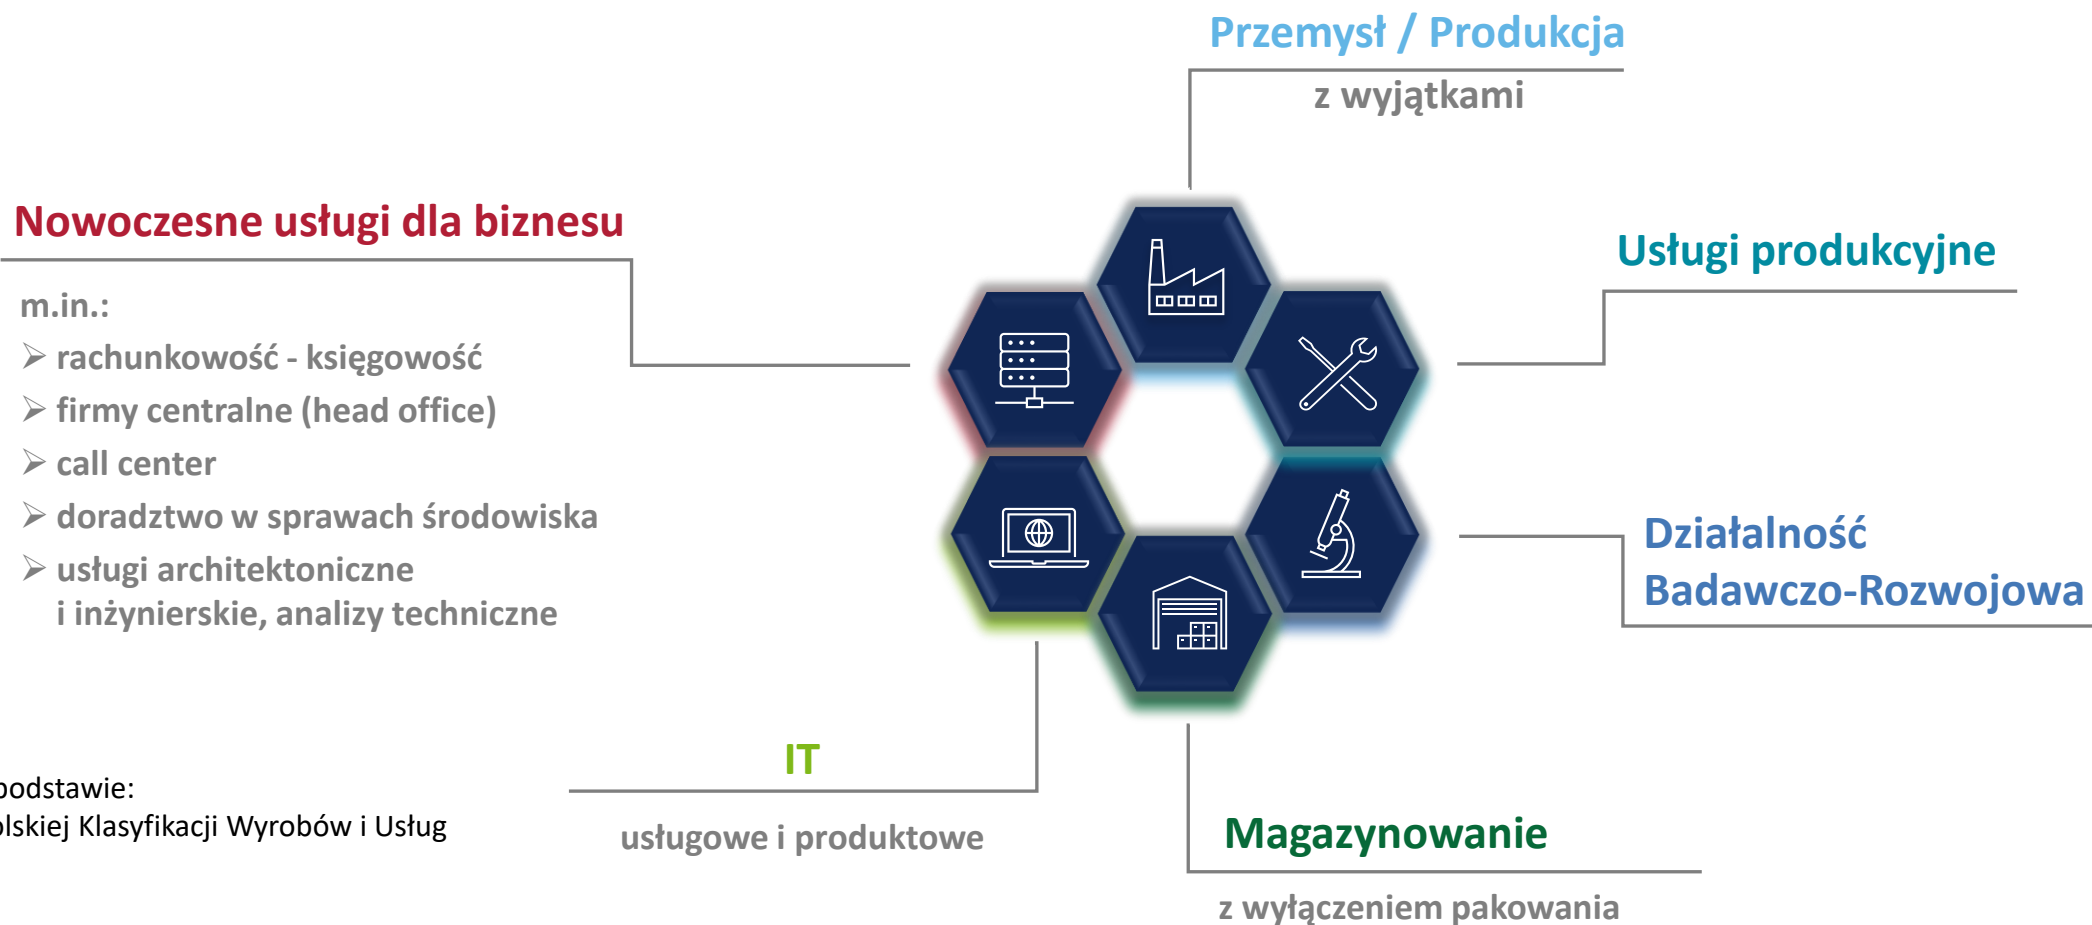 Przemysł / Produkcja
z wyjątkami
Nowoczesne usługi dla biznesu
m.in.:
➢ rachunkowość - księgowość
➢ firmy centralne (head office)
➢ call center
➢ doradztwo w sprawach środowiska
➢ usługi architektoniczne
i inżynierskie, analizy techniczne
Usługi produkcyjne
Działalność
Badawczo-Rozwojowa
IT
usługowe i produktowe
Magazynowanie
z wyłączeniem pakowania
podstawie:
olskiej Klasyfikacji Wyrobów i Usług